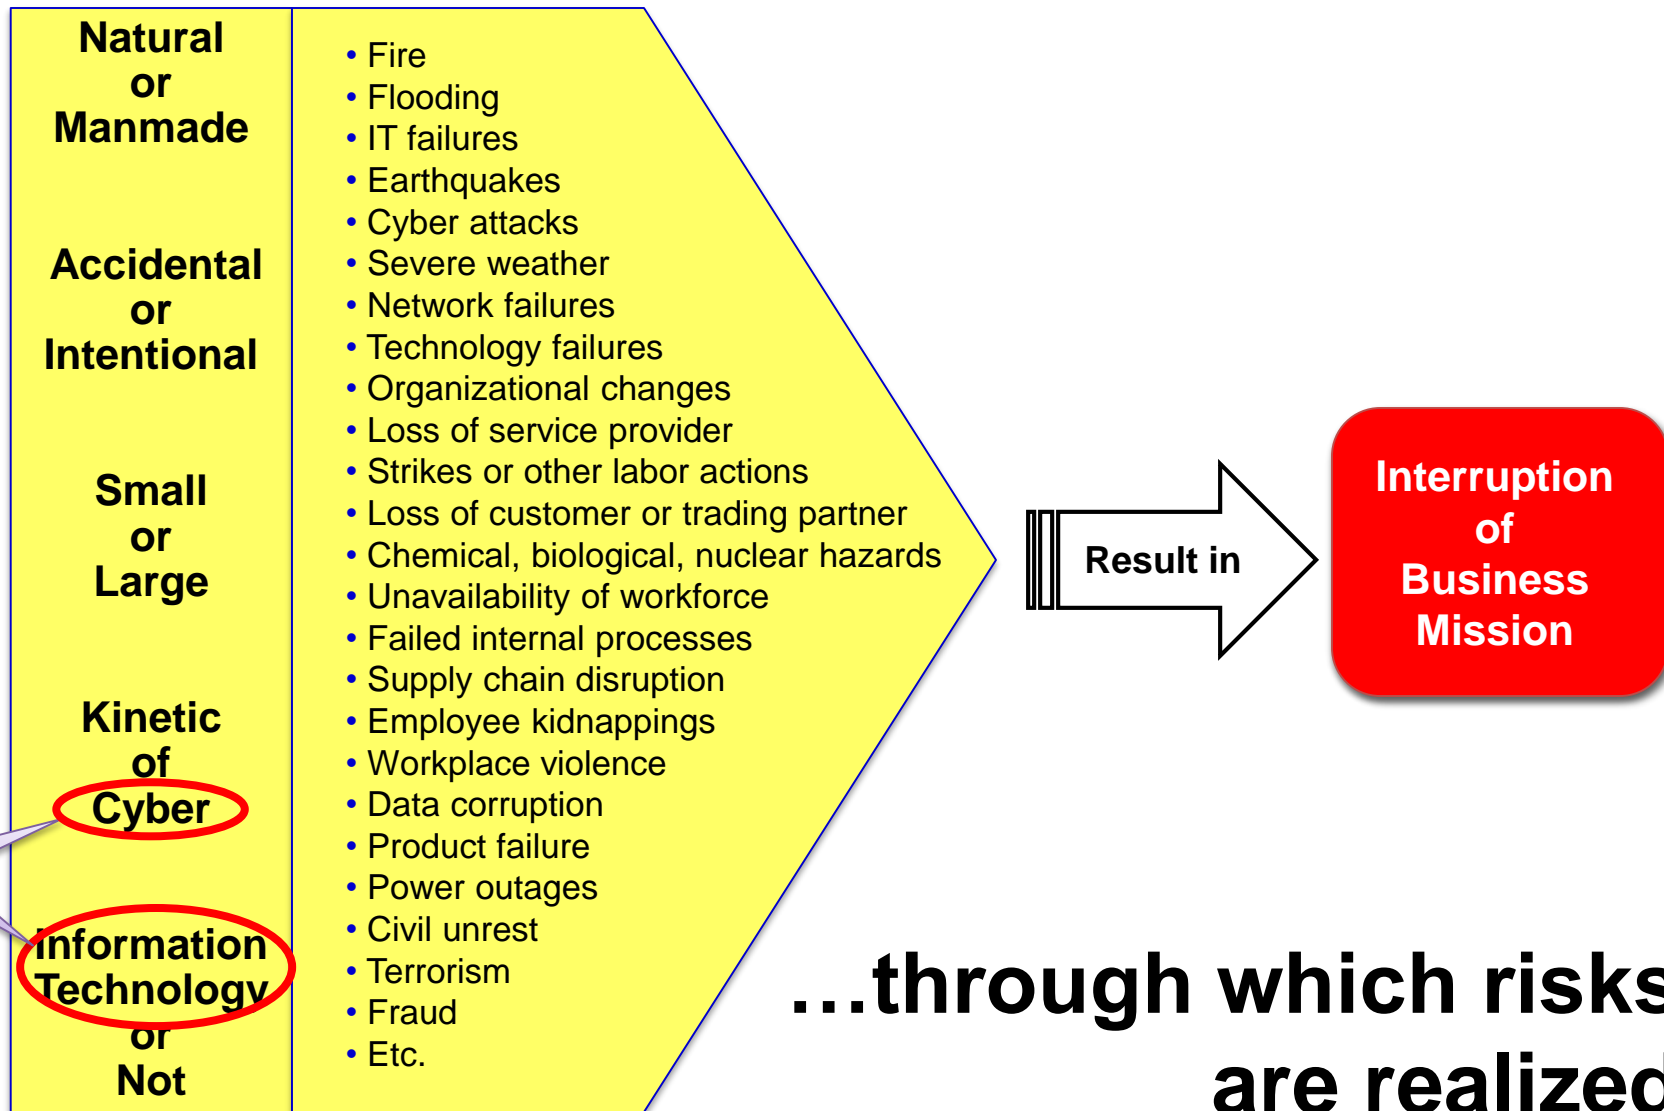 Natural
or
Manmade
Accidental
or
Intentional
Small
or
Large
Kinetic
of
Cyber
Information
Technology
or
Not
• Fire
• Flooding
• IT failures
• Earthquakes
• Cyber attacks
• Severe weather
• Network failures
• Technology failures
• Organizational changes
• Loss of service provider
• Strikes or other labor actions
• Loss of customer or trading partner
• Chemical, biological, nuclear hazards
• Unavailability of workforce
• Failed internal processes
• Supply chain disruption
• Employee kidnappings
• Workplace violence
• Data corruption
• Product failure
• Power outages
• Civil unrest
• Terrorism
• Fraud
• Etc.
Result in
Interruption
of
Business
Mission
…through which risks
are realized